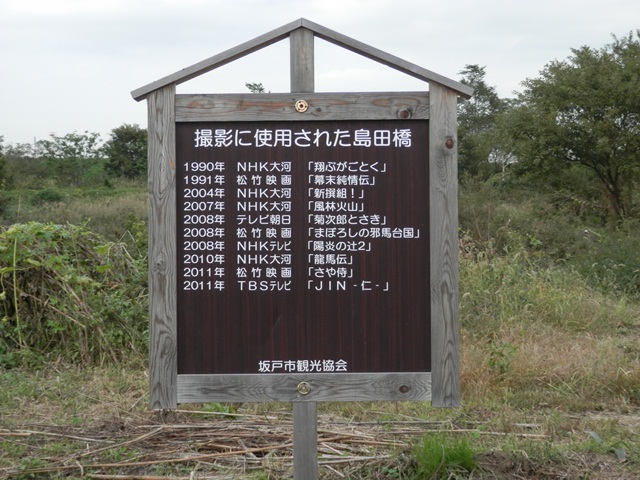 撮影に使用された島田橋
1990年 NHK大河 「翔ぶがごとく」
1991年 松竹映画 「幕末純情伝」
2004年 NHK大河 「新撰組！」
2007年 NHK大河 「風林火山」
2008年 テレビ朝日 「菊次郎とさき」
2008年 松竹映画 「まぼろしの邪馬台国」
2008年 NHKテレビ 「陽炎の辻2」
2010年 NHK大河 「龍馬伝」
2011年 松竹映画 「さや侍」
2011年 TBSテレビ 「JIN -仁-」
坂戸市観光協会